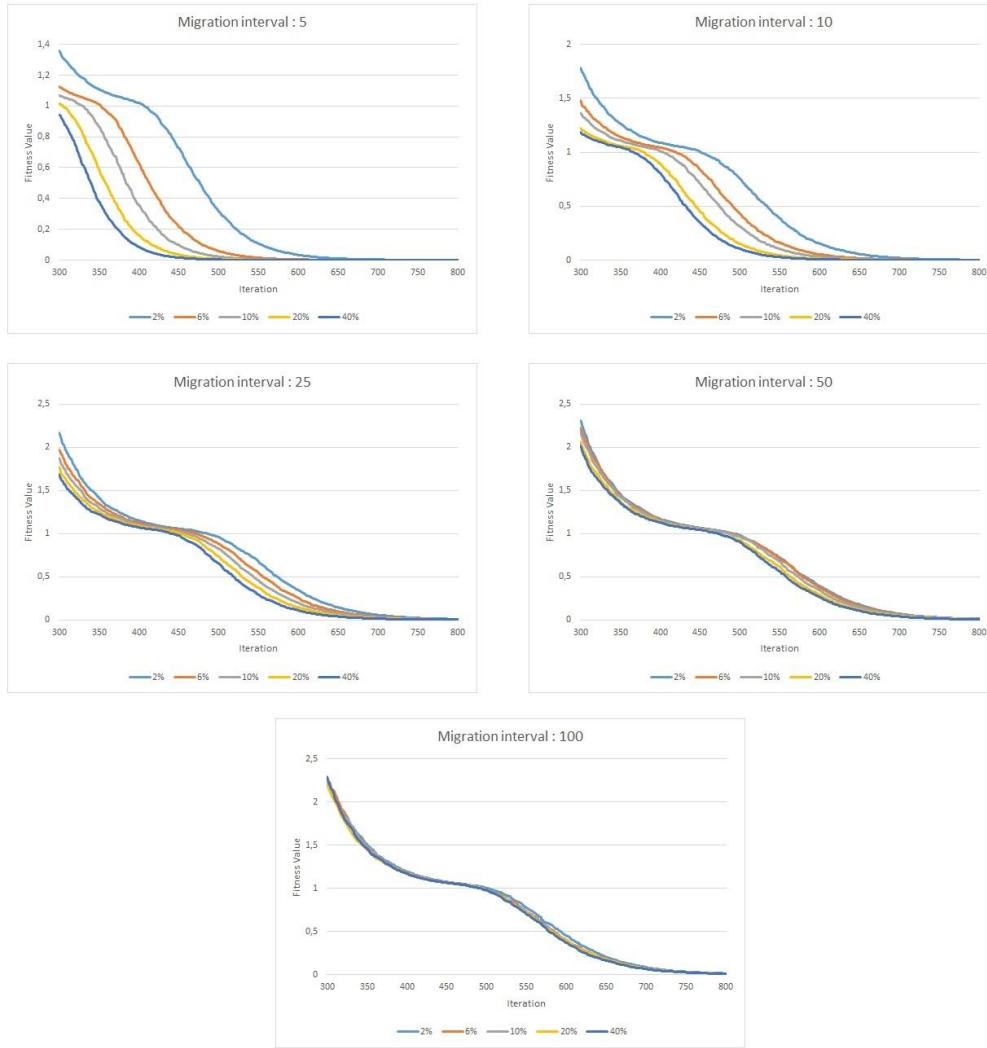 Migration interval : 5
1,4
1,2
1
0,8
0,6
0,4
0,2
0
Fitness Value
300 350 400 450 500 550 600 650 700 750 800
Iteration
2% 6% 10% 20% 40%
Migration interval : 10
2
1,5
1
0,5
0
Fitness Value
300 350 400 450 500 550 600 650 700 750 800
Iteration
2% 6% 10% 20% 40%
Migration interval : 25
2,5
2
1,5
1
0,5
0
Fitness Value
300 350 400 450 500 550 600 650 700 750 800
Iteration
2% 6% 10% 20% 40%
Migration interval : 50
2,5
2
1,5
1
0,5
0
Fitness Value
300 350 400 450 500 550 600 650 700 750 800
Iteration
2% 6% 10% 20% 40%
Migration interval : 100
2,5
2
1,5
1
0,5
0
Fitness Value
300 350 400 450 500 550 600 650 700 750 800
Iteration
2% 6% 10% 20% 40%